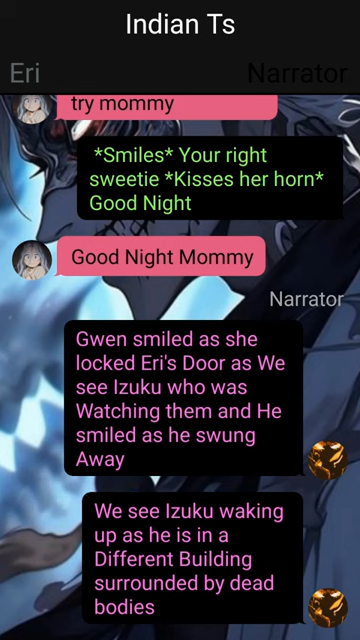 Indian Ts
Eri
Narrator
try mommy
*Smiles* Your right
sweetie *Kisses her horn*
Good Night
Good Night Mommy
Narrator
Gwen smiled as she
locked Eri's Door as We
see Izuku who was
Watching them and He
smiled as he swung
Away
We see Izuku waking
up as he is in a
Different Building
surrounded by dead
bodies